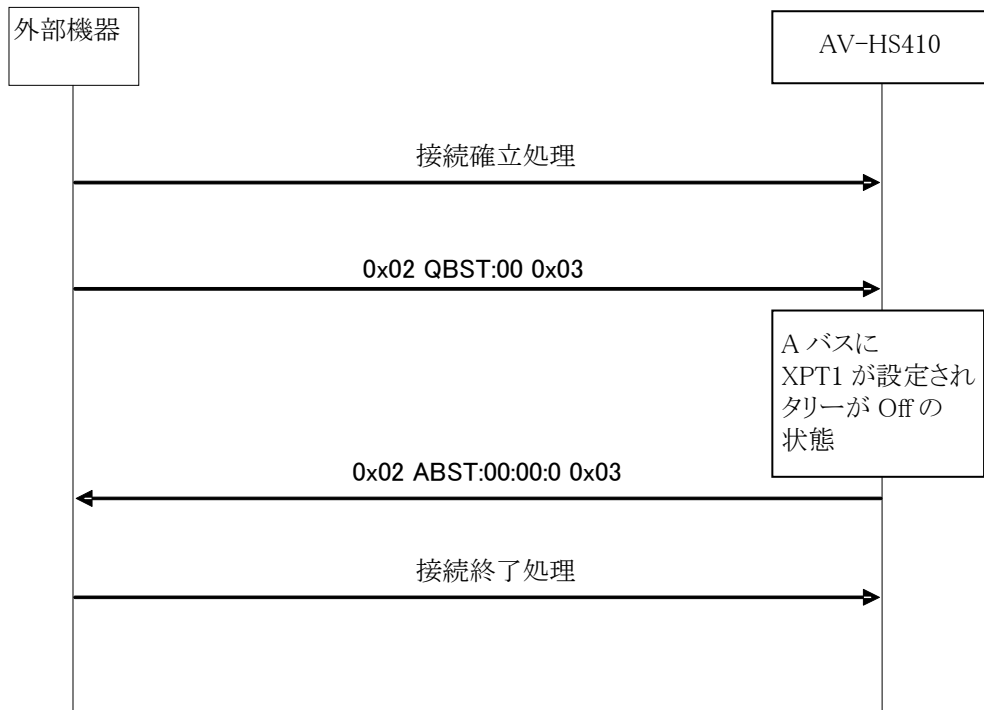 外部機器
AV-HS410
接続確立処理
0x02 QBST:00 0x03
A バスに
XPT1 が設定され
タリーが Off の
状態
0x02 ABST:00:00:0 0x03
接続終了処理